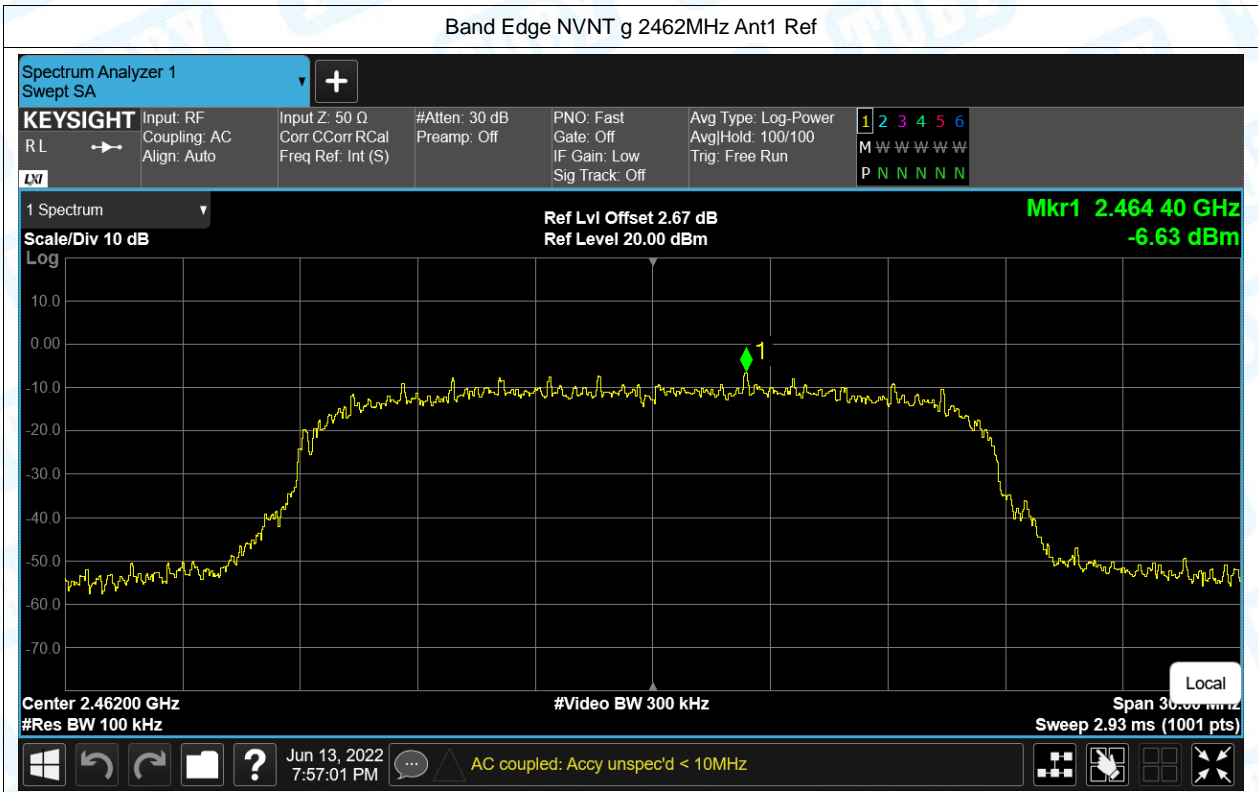 Band Edge NVNT g 2462MHz Ant1 Ref
Spectrum Analyzer 1
Swept SA
KEYSIGHT
R L
LXI
Input: RF
Coupling: AC
Align: Auto
Input Z: 50 Ω
Corr CCorr RCal
Freq Ref: Int (S)
#Atten: 30 dB
Preamp: Off
PNO: Fast
Gate: Off
IF Gain: Low
Sig Track: Off
Avg Type: Log-Power
Avg|Hold: 100/100
Trig: Free Run
1 2 3 4 5 6
M W W W W W
P N N N N N
1 Spectrum
Scale/Div 10 dB
Log
Ref Lvl Offset 2.67 dB
Ref Level 20.00 dBm
Mkr1 2.464 40 GHz
-6.63 dBm
10.0
0.00
-10.0
-20.0
-30.0
-40.0
-50.0
-60.0
-70.0
1
Local
Center 2.46200 GHz
#Res BW 100 kHz
#Video BW 300 kHz
Span 30.00 MHz
Sweep 2.93 ms (1001 pts)
?
Jun 13, 2022
7:57:01 PM
AC coupled: Accy unspec'd < 10MHz